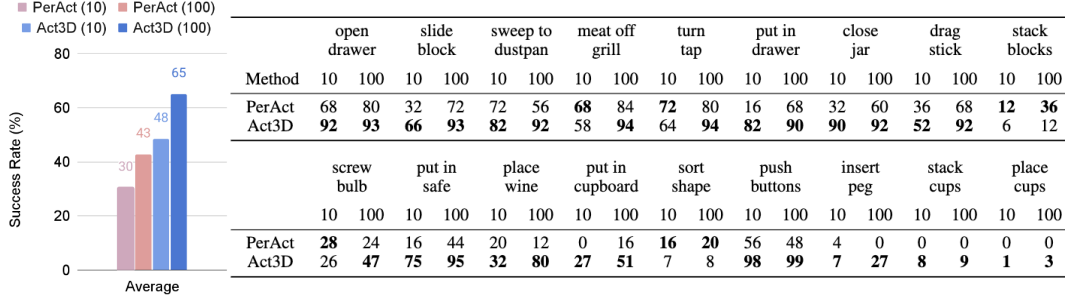 PerAct (10) PerAct (100)
Act3D (10) Act3D (100)
Success Rate (%)
80
60
40
20
0
30
43
48
65
Average
open drawer slide block sweep to dustpan meat off grill turn tap put in drawer close jar drag stick stack blocks
Method 10 100 10 100 10 100 10 100 10 100 10 100 10 100 10 100 10 100
PerAct 68 80 32 72 72 56 68 84 72 80 16 68 32 60 36 68 12 36
Act3D 92 93 66 93 82 92 58 94 64 94 82 90 90 92 52 92 6 12
screw bulb put in safe place wine put in cupboard sort shape push buttons insert peg stack cups place cups
10 100 10 100 10 100 10 100 10 100 10 100 10 100 10 100 10 100
PerAct 28 24 16 44 20 12 0 16 16 20 56 48 4 0 0 0 0 0
Act3D 26 47 75 95 32 80 27 51 7 8 98 99 7 27 8 9 1 3